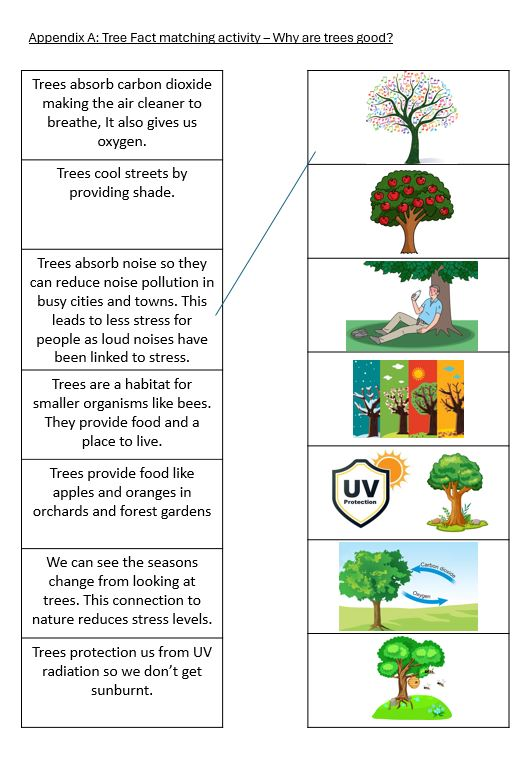 Appendix A: Tree Fact matching activity – Why are trees good?
Trees absorb carbon dioxide
making the air cleaner to
breathe, It also gives us
oxygen.
Trees cool streets by
providing shade.
Trees absorb noise so they
can reduce noise pollution in
busy cities and towns. This
leads to less stress for
people as loud noises have
been linked to stress.
Trees are a habitat for
smaller organisms like bees.
They provide food and a
place to live.
Trees provide food like
apples and oranges in
orchards and forest gardens
We can see the seasons
change from looking at
trees. This connection to
nature reduces stress levels.
Trees protection us from UV
radiation so we don’t get
sunburnt.
UV
Protection
Carbon dioxide
Oxygen